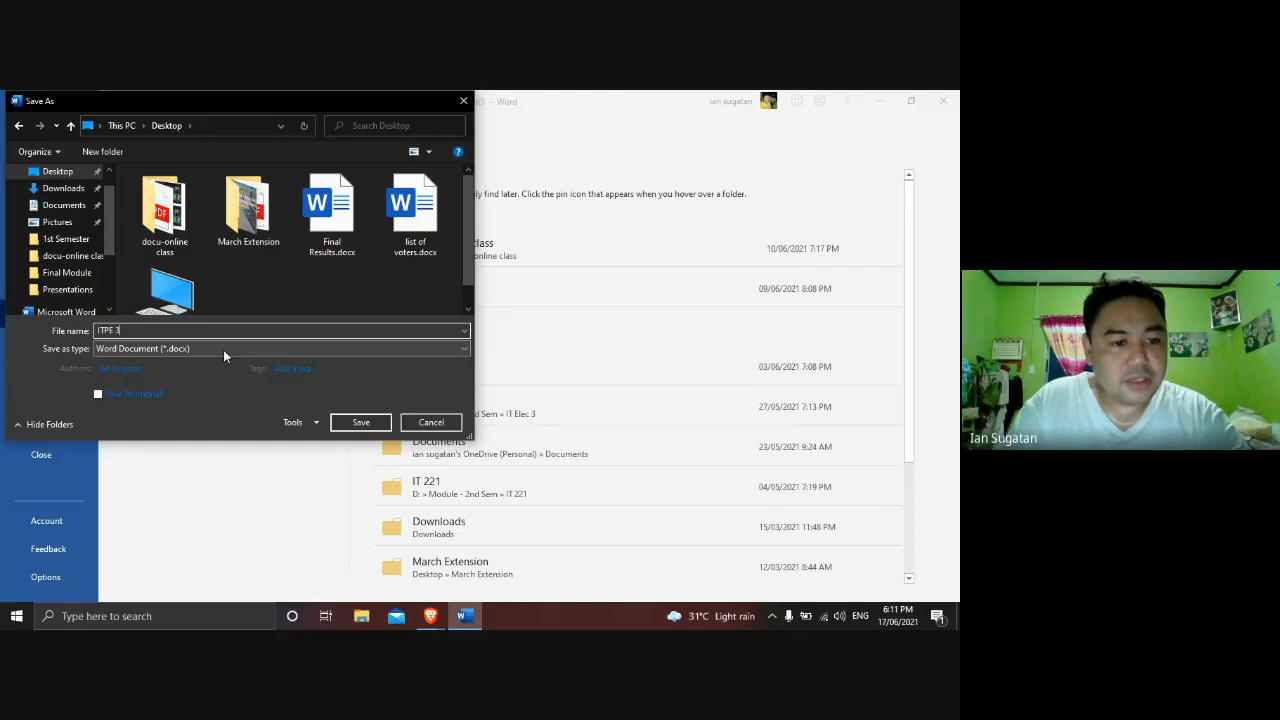 Save As
t1 - Word
ian sugatan
This PC
Desktop
Search Desktop
Organize
New folder
Desktop
Downloads
Documents
Pictures
1st Semester
docu-online clas
Final Module
Presentations
Microsoft Word
docu-online
class
March Extension
Final
Results.docx
list of
voters.docx
File name:
ITPE 3
Save as type:
Word Document (*.docx)
Authors:
ian sugatan
Tags:
Add a tag
Save Thumbnail
Hide Folders
Tools
Save
Cancel
ly find later. Click the pin icon that appears when you hover over a folder.
class
online class
10/06/2021 7:17 PM
09/06/2021 8:08 PM
03/06/2021 7:08 PM
nd Sem » IT Elec 3
27/05/2021 7:13 PM
Documents
ian sugatan's OneDrive (Personal) » Documents
23/05/2021 9:24 AM
IT 221
D: » Module - 2nd Sem » IT 221
04/05/2021 7:19 PM
Downloads
Downloads
15/03/2021 11:48 PM
March Extension
Desktop » March Extension
12/03/2021 8:44 AM
Close
Account
Feedback
Options
Type here to search
31°C Light rain
ENG
6:11 PM
17/06/2021
1
Ian Sugatan